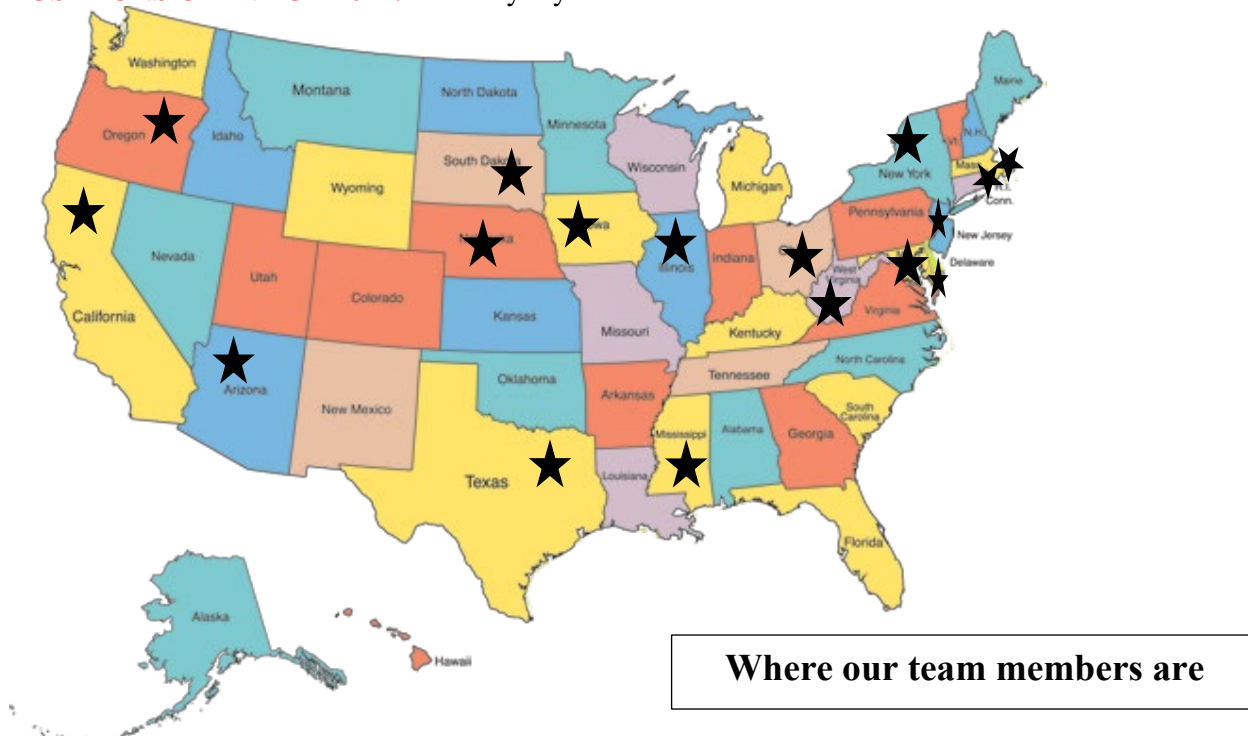 Washington
Montana
North Dakota
Minnesota
Maine
Oregon
Idaho
South Dakota
Wisconsin
Michigan
Vt.
N.H.
New York
Mass.
R.I.
Conn.
Wyoming
Pennsylvania
New Jersey
Nevada
Utah
Colorado
Illinois
Indiana
Delaware
West
Virginia
Virginia
California
Kansas
Missouri
Kentucky
Arizona
New Mexico
Oklahoma
Arkansas
Tennessee
North Carolina
South
Carolina
Texas
Louisiana
Mississippi
Alabama
Georgia
Florida
Alaska
Hawaii
Where our team members are